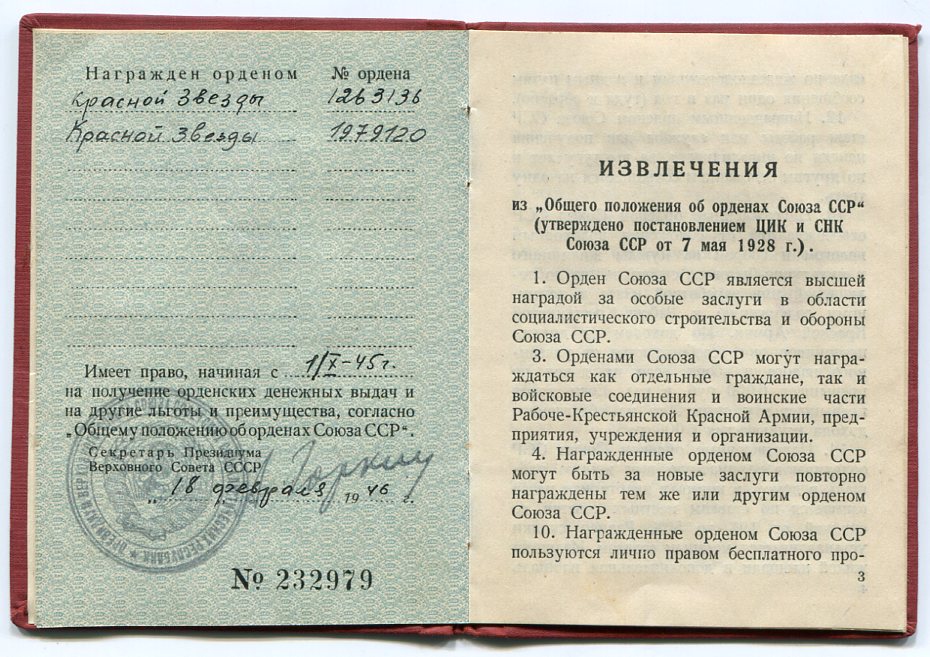 Награжден орденом № ордена
Красной Звезды 1263136
Красной Звезды 1979120
Имеет право, начиная с 1/X-45г.
на получение орденских денежных выдач и
на другие льготы и преимущества, согласно
„Общему положению об орденах Союза ССР“.
Секретарь Президиума
Верховного Совета СССР
„18 февраля 1946 г.
№ 232979
ИЗВЛЕЧЕНИЯ
из „Общего положения об орденах Союза ССР“
(утверждено постановлением ЦИК и СНК
Союза ССР от 7 мая 1928 г.).
1. Орден Союза ССР является высшей
наградой за особые заслуги в области
социалистического строительства и обороны
Союза ССР.
3. Орденами Союза ССР могут награ-
ждаться как отдельные граждане, так и
войсковые соединения и воинские части
Рабоче-Крестьянской Красной Армии, пред-
приятия, учреждения и организации.
4. Награжденные орденом Союза ССР
могут быть за новые заслуги повторно
награждены тем же или другим орденом
Союза ССР.
10. Награжденные орденом Союза ССР
пользуются лично правом бесплатного про-
3